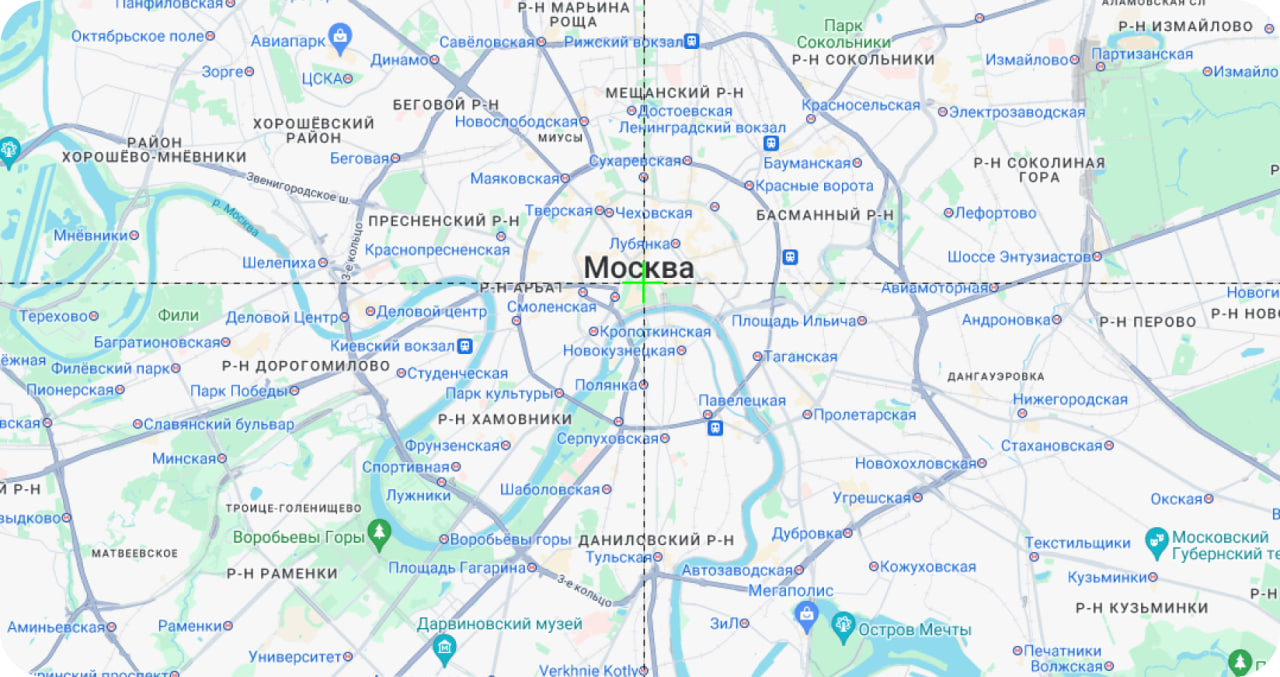 Панфиловская
Р-Н МАРЬИНА
РОЩА
Октябрьское поле
Авиапарк
Савёловская
Рижский вокзал
Парк
Сокольники
Р-Н ИЗМАЙЛОВО
Динамо
Р-Н СОКОЛЬНИКИ
Измайлово
Партизанская
Зорге
ЦСКА
Измайло
БЕГОВОЙ Р-Н
МЕЩАНСКИЙ Р-Н
Достоевская
Красносельская
Электрозаводская
ХОРОШЁВСКИЙ
РАЙОН
Новослободская
Ленинградский вокзал
МИУСЫ
РАЙОН
ХОРОШЁВО-МНЁВНИКИ
Беговая
Сухаревская
Бауманская
Р-Н СОКОЛИНАЯ
ГОРА
Звенигородское ш.
Маяковская
Красные ворота
р. Москва
ПРЕСНЕНСКИЙ Р-Н
Тверская
Чеховская
БАСМАННЫЙ Р-Н
Лефортово
Мнёвники
Краснопресненская
3-е кольцо
Лубянка
Шелепиха
Москва
Шоссе Энтузиастов
Р-Н АРБАТ
Авиамоторная
Новоги
Терехово
Фили
Деловой Центр
Деловой центр
Смоленская
Площадь Ильича
Андроновка
Р-Н ПЕРОВО
Р-Н НОВО
Багратионовская
Киевский вокзал
Кропоткинская
Новокузнецкая
Таганская
ёжная
Филёвский парк
Р-Н ДОРОГОМИЛОВО
Студенческая
ДАНГАУЭРОВКА
Пионерская
Парк Победы
Парк культуры
Полянка
Павелецкая
Нижегородская
вская
Славянский бульвар
Р-Н ХАМОВНИКИ
Пролетарская
Минская
Фрунзенская
Серпуховская
Стахановская
Спортивная
Новохохловская
Й Р-Н
Лужники
Шаболовская
Угрешская
Окская
ТРОИЦЕ-ГОЛЕНИЩЕВО
выдково
Воробьевы Горы
Воробьёвы горы
ДАНИЛОВСКИЙ Р-Н
Дубровка
Текстильщики
Московский
Губернский те
МАТВЕЕВСКОЕ
Тульская
Площадь Гагарина
Автозаводская
Кожуховская
Р-Н РАМЕНКИ
3-е кольцо
Кузьминки
Мегаполис
Р-Н
Р-Н КУЗЬМИНКИ
Аминьевская
Раменки
Дарвиновский музей
ЗиЛ
Остров Мечты
Университет
Печатники
Verkhnie Kotly
Волжская